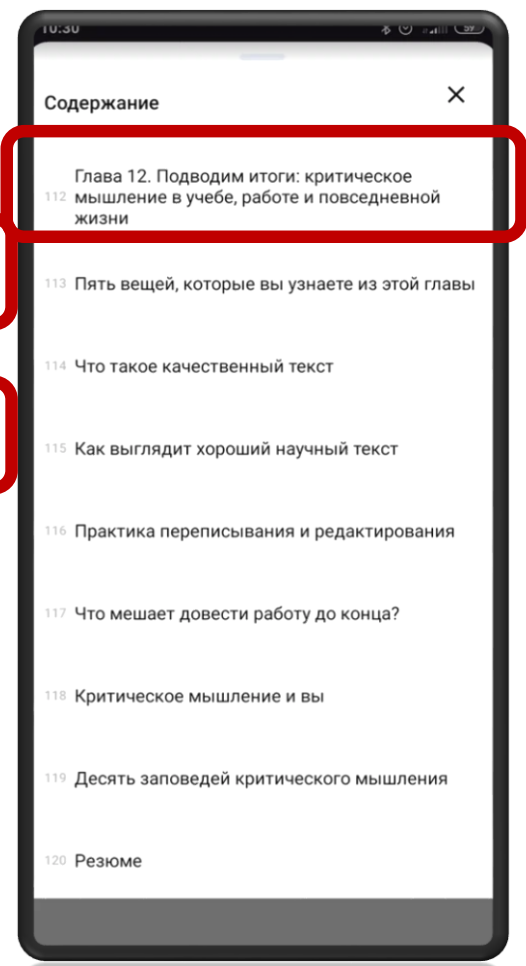 10:30
59
Содержание
Глава 12. Подводим итоги: критическое
112 мышление в учебе, работе и повседневной
жизни
113 Пять вещей, которые вы узнаете из этой главы
114 Что такое качественный текст
115 Как выглядит хороший научный текст
116 Практика переписывания и редактирования
117 Что мешает довести работу до конца?
118 Критическое мышление и вы
119 Десять заповедей критического мышления
120 Резюме